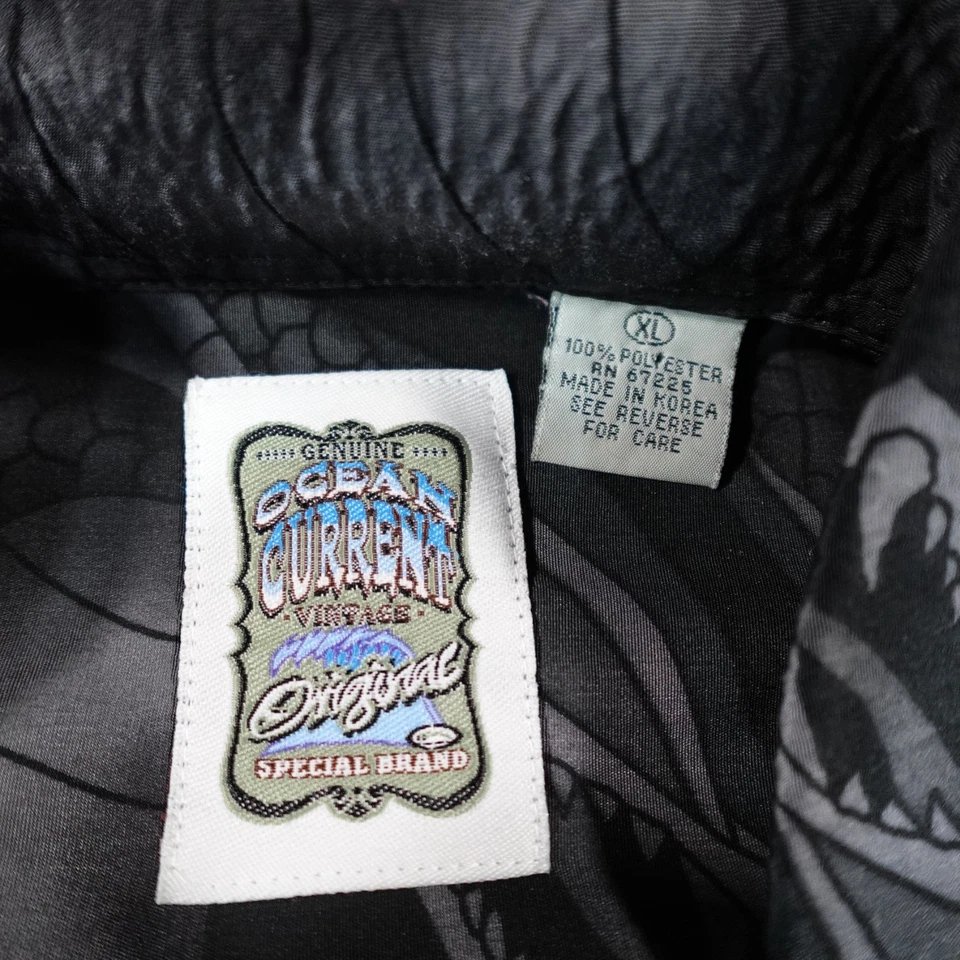 GENUINE
OCEAN
CURRENT
VINTAGE
Original
SPECIAL BRAND
XL
100% POLYESTER
RN 67225
MADE IN KOREA
SEE REVERSE
FOR CARE